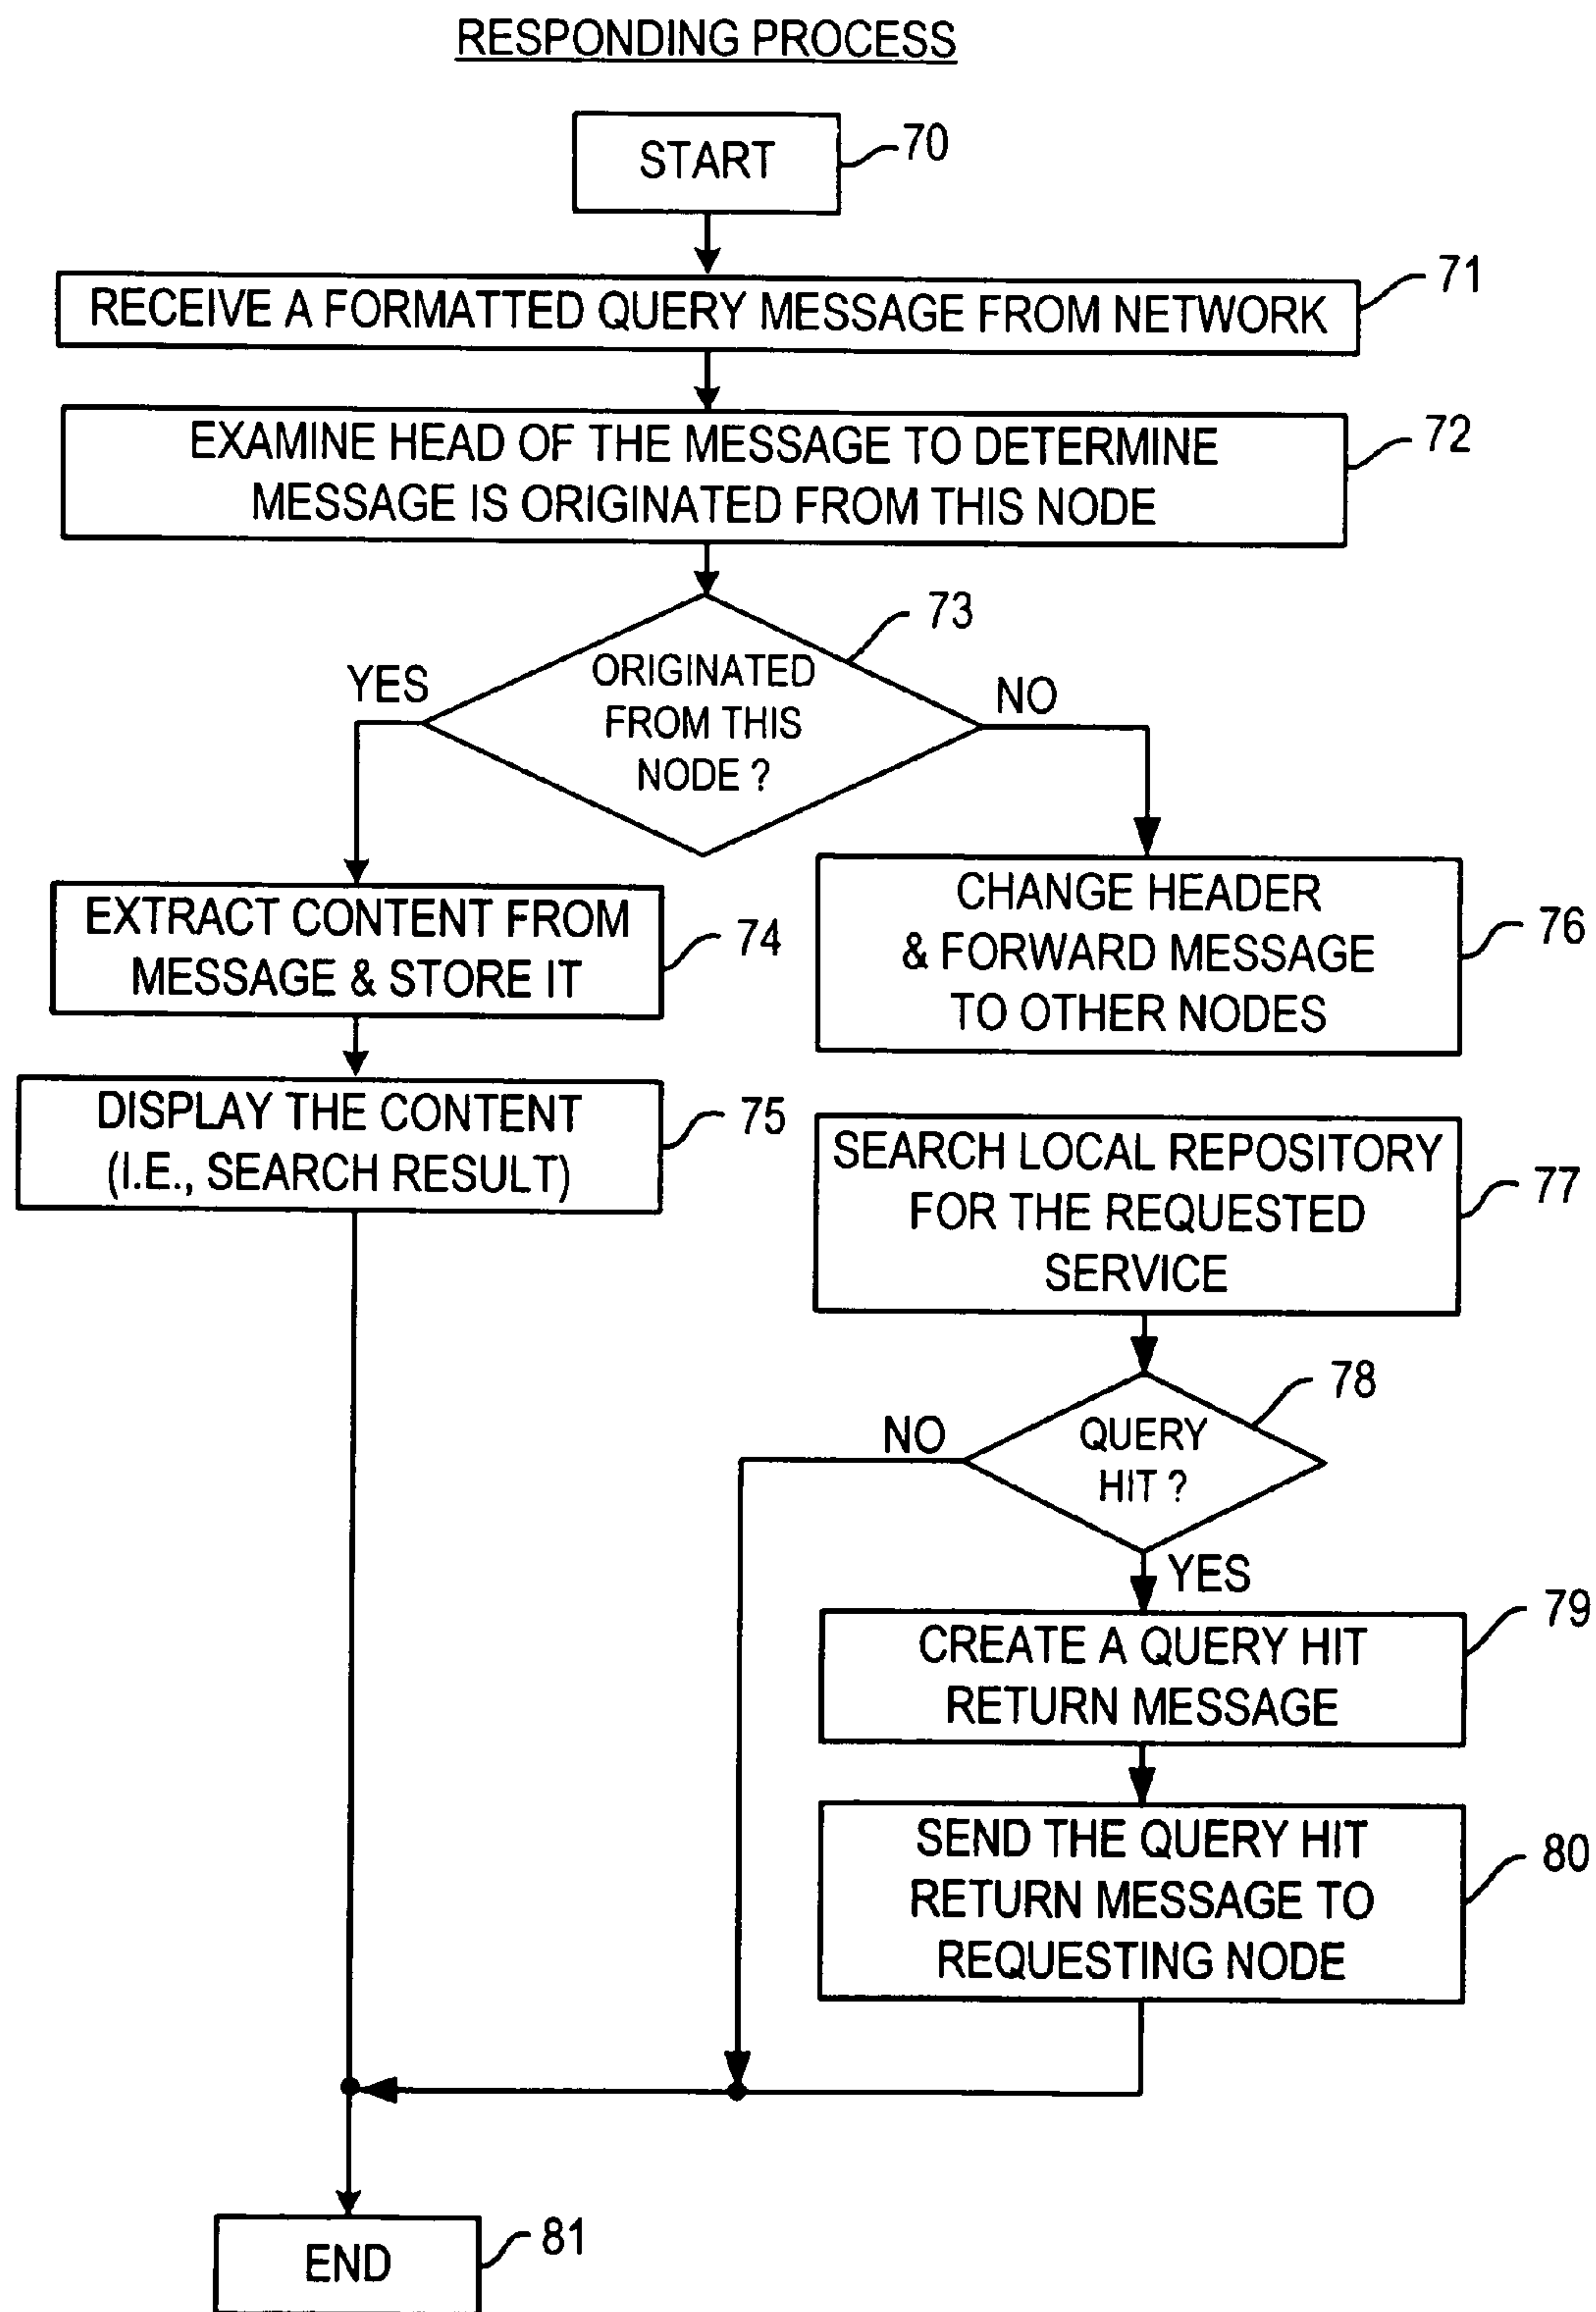 RESPONDING PROCESS
START
70
RECEIVE A FORMATTED QUERY MESSAGE FROM NETWORK
71
EXAMINE HEAD OF THE MESSAGE TO DETERMINE
MESSAGE IS ORIGINATED FROM THIS NODE
72
73
ORIGINATED
FROM THIS
NODE ?
YES
NO
EXTRACT CONTENT FROM
MESSAGE & STORE IT
74
CHANGE HEADER
& FORWARD MESSAGE
TO OTHER NODES
76
DISPLAY THE CONTENT
(I.E., SEARCH RESULT)
75
SEARCH LOCAL REPOSITORY
FOR THE REQUESTED
SERVICE
77
78
QUERY
HIT ?
NO
YES
CREATE A QUERY HIT
RETURN MESSAGE
79
SEND THE QUERY HIT
RETURN MESSAGE TO
REQUESTING NODE
80
END
81